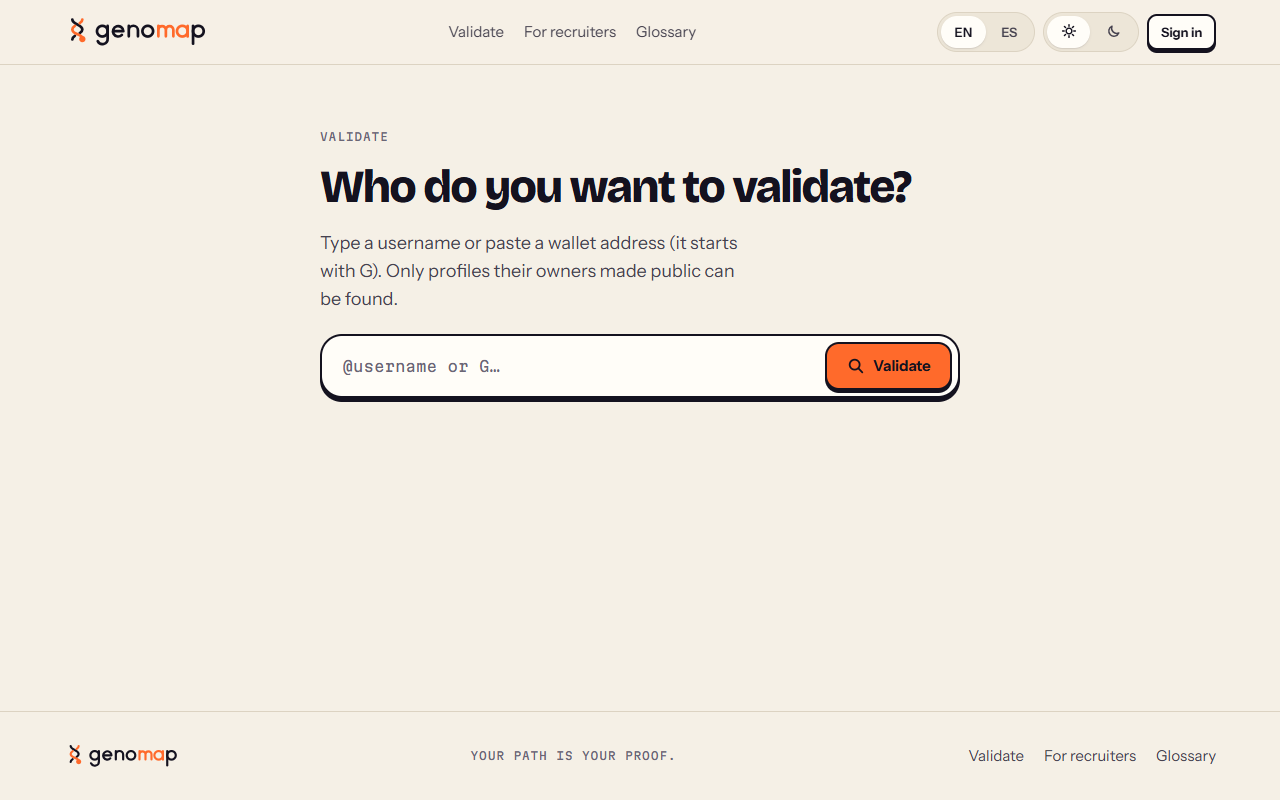 genomap
Validate
For recruiters
Glossary
EN
ES
Sign in
VALIDATE
Who do you want to validate?
Type a username or paste a wallet address (it starts
with G). Only profiles their owners made public can
be found.
@username or G…
Validate
genomap
YOUR PATH IS YOUR PROOF.
Validate
For recruiters
Glossary